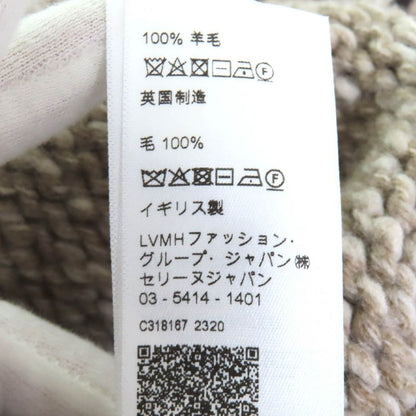 100% 羊毛
英国制造
毛 100%
イギリス製
LVMHファッション・
グループ・ジャパン㈱
セリーヌジャパン
03 - 5414 - 1401
C318167 2320